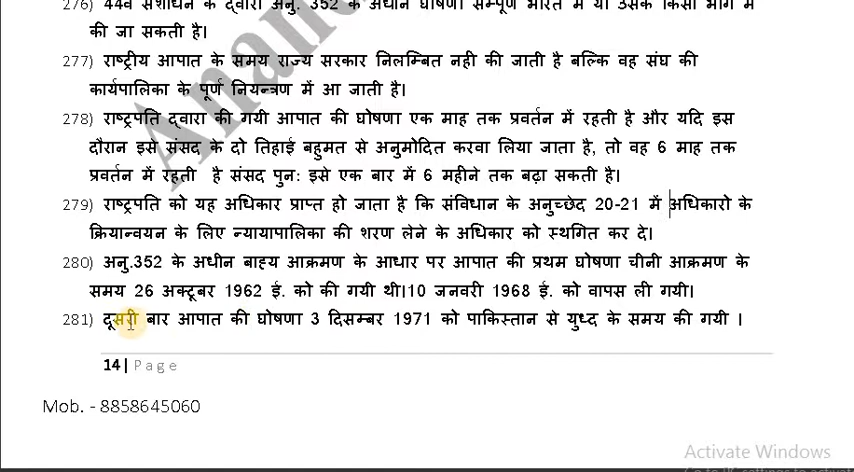 276) 44वें संशोधन के द्वारा अनु. 352 के अधीन घोषणा सम्पूर्ण भारत में या उसके किसी भाग में
की जा सकती है।
277) राष्ट्रीय आपात के समय राज्य सरकार निलम्बित नही की जाती है बल्कि वह संघ की
कार्यपालिका के पूर्ण नियन्त्रण में आ जाती है।
278) राष्ट्रपति द्वारा की गयी आपात की घोषणा एक माह तक प्रवर्तन में रहती है और यदि इस
दौरान इसे संसद के दो तिहाई बहुमत से अनुमोदित करवा लिया जाता है, तो वह 6 माह तक
प्रवर्तन में रहती है संसद पुन: इसे एक बार में 6 महीने तक बढ़ा सकती है।
279) राष्ट्रपति को यह अधिकार प्राप्त हो जाता है कि संविधान के अनुच्छेद 20-21 में अधिकारो के
क्रियान्वयन के लिए न्यायापालिका की शरण लेने के अधिकार को स्थगित कर दे।
280) अनु.352 के अधीन बाह्य आक्रमण के आधार पर आपात की प्रथम घोषणा चीनी आक्रमण के
समय 26 अक्टूबर 1962 इं. को की गयी थी।10 जनवरी 1968 इं. को वापस ली गयी।
281) दूसरी बार आपात की घोषणा 3 दिसम्बर 1971 को पाकिस्तान से युध्द के समय की गयी ।
14| Page
Mob. - 8858645060
Activate Windows